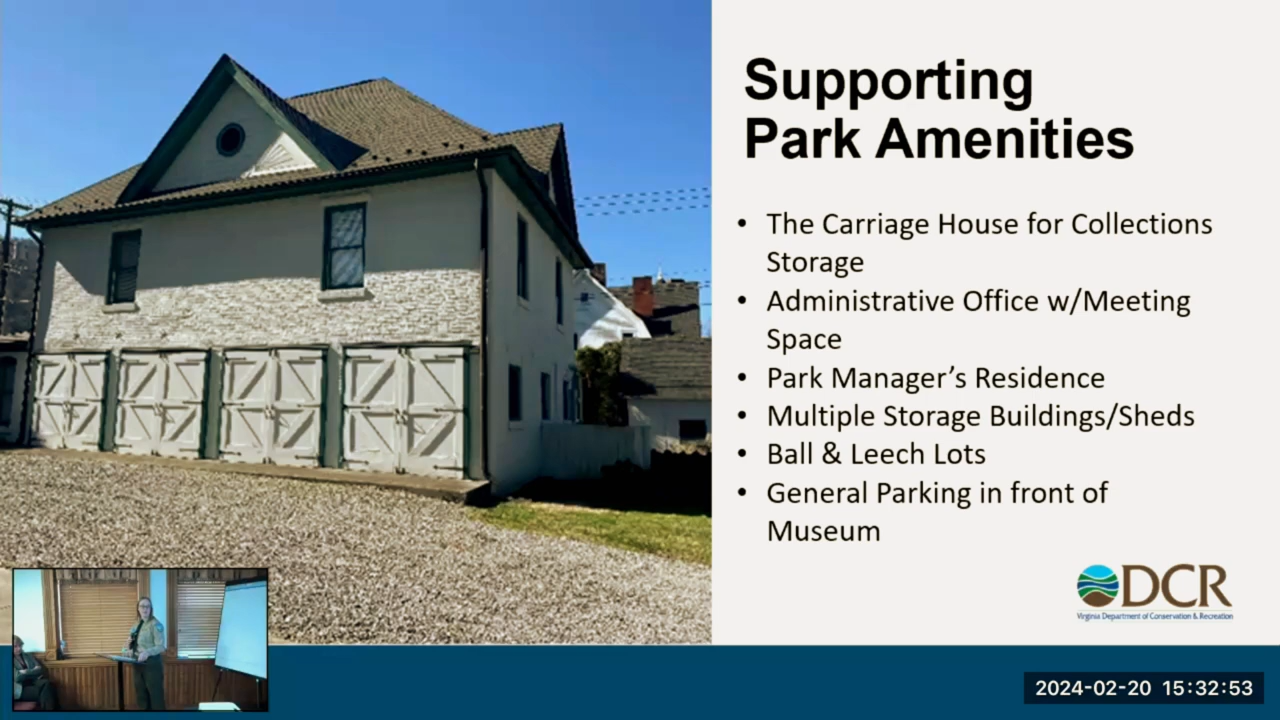 Supporting
Park Amenities
• The Carriage House for Collections
Storage
• Administrative Office w/Meeting
Space
• Park Manager's Residence
• Multiple Storage Buildings/Sheds
• Ball & Leech Lots
• General Parking in front of
Museum
DCR
Virginia Department of Conservation & Recreation
2024-02-20 15:32:53